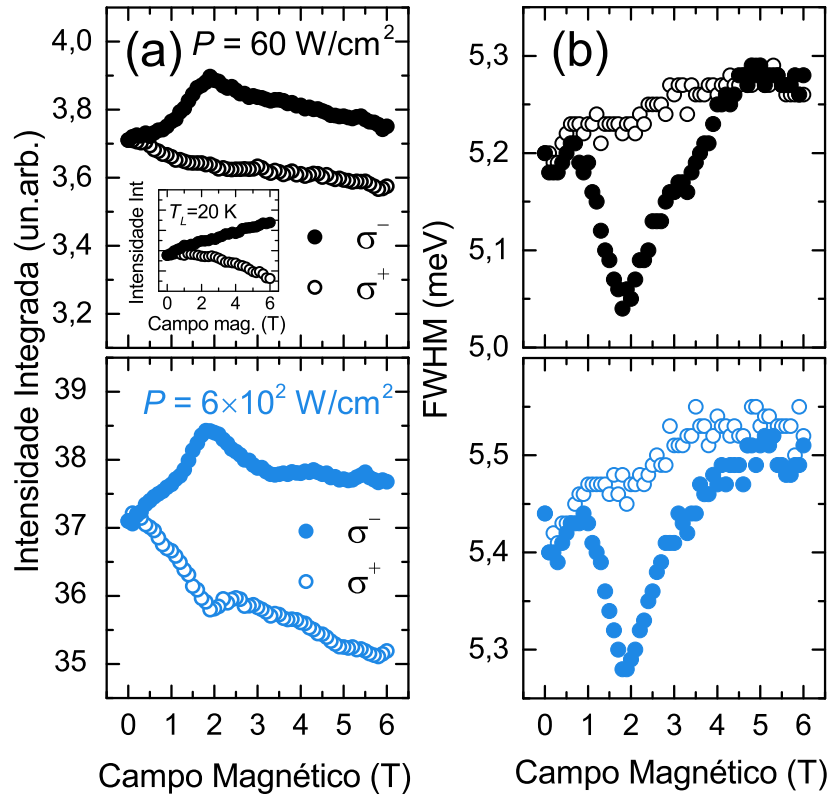 (a) P = 60 W/cm²
4,0
3,8
3,6
3,4
3,2
Intensidade Integrada (un.arb.)
Intensidade Int
T_L=20 K
0 2 4 6
Campo mag. (T)
σ⁻
σ⁺
P = 6×10² W/cm²
39
38
37
36
35
σ⁻
σ⁺
0 1 2 3 4 5 6
Campo Magnético (T)
(b)
5,3
5,2
5,1
5,0
FWHM (meV)
5,5
5,4
5,3
0 1 2 3 4 5 6
Campo Magnético (T)